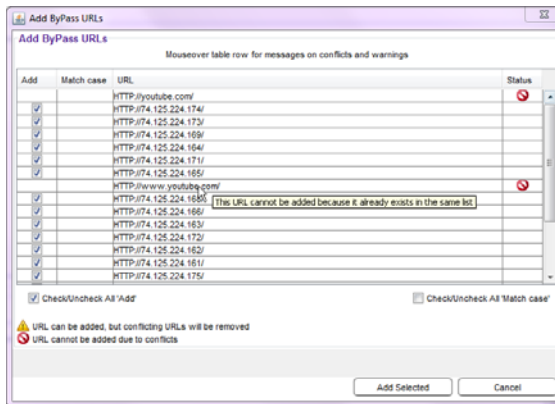 Add ByPass URLs
Add ByPass URLs
Mouseover table row for messages on conflicts and warnings
Add Match case URL Status
HTTP://youtube.com/
HTTP://74.125.224.174/
HTTP://74.125.224.173/
HTTP://74.125.224.169/
HTTP://74.125.224.164/
HTTP://74.125.224.171/
HTTP://74.125.224.165/
HTTP://www.youtube.com/
HTTP://74.125.224.168/
This URL cannot be added because it already exists in the same list
HTTP://74.125.224.166/
HTTP://74.125.224.163/
HTTP://74.125.224.172/
HTTP://74.125.224.162/
HTTP://74.125.224.161/
HTTP://74.125.224.175/
Check/Uncheck All 'Add' Check/Uncheck All 'Match case'
URL can be added, but conflicting URLs will be removed
URL cannot be added due to conflicts
Add Selected Cancel